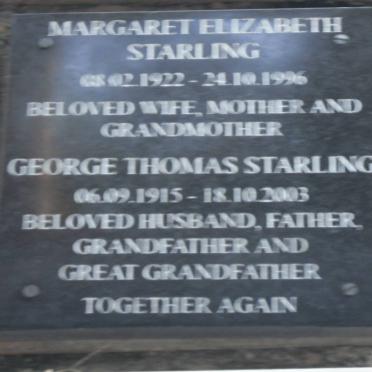 MARGARET ELIZABETH
STARLING
08.02.1922 - 24.10.1996
BELOVED WIFE, MOTHER AND
GRANDMOTHER
GEORGE THOMAS STARLING
06.09.1915 - 18.10.2003
BELOVED HUSBAND, FATHER,
GRANDFATHER AND
GREAT GRANDFATHER
TOGETHER AGAIN